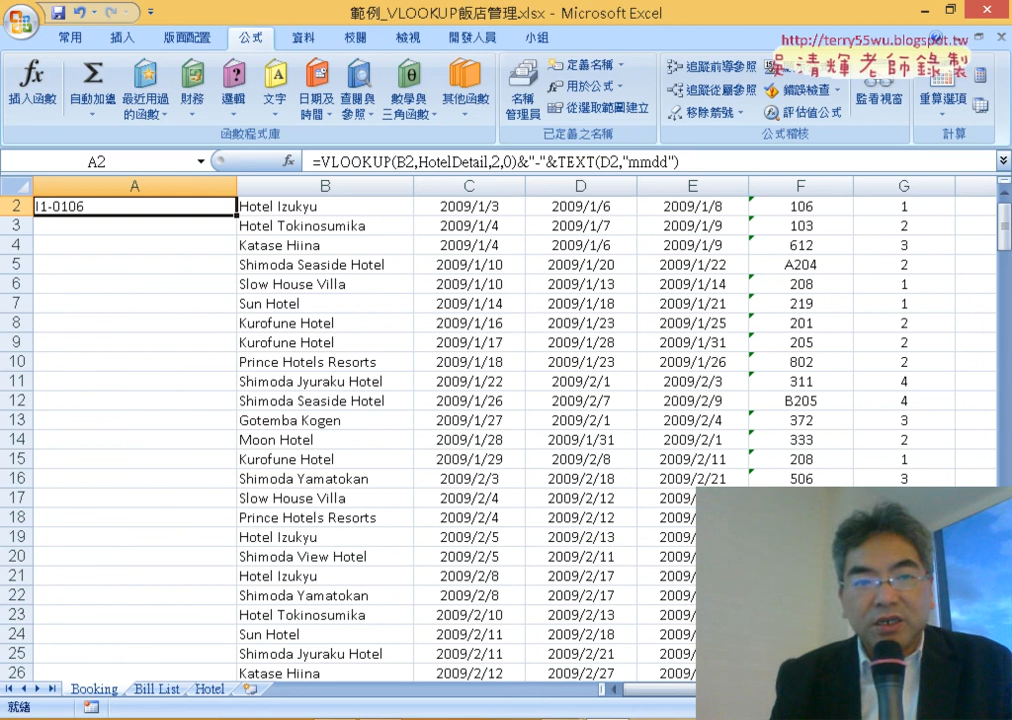 範例_VLOOKUP飯店管理.xlsx - Microsoft Excel
http://terry55wu.blogspot.tw
吳清輝老師錄製
常用 插入 版面配置 公式 資料 校閱 檢視 開發人員 小組
插入函數 自動加總 最近用過的函數 財務 邏輯 文字 日期及時間 查閱與參照 數學與三角函數 其他函數
函數程式庫
名稱管理員 定義名稱 用於公式 從選取範圍建立
已定義之名稱
追蹤前導參照 追蹤從屬參照 移除箭號 錯誤檢查 評估值公式 監看視窗
公式稽核
重算選項
計算
A2 fx =VLOOKUP(B2,HotelDetail,2,0)&"-"&TEXT(D2,"mmdd")
A B C D E F G
2 I1-0106 Hotel Izukyu 2009/1/3 2009/1/6 2009/1/8 106 1
3 Hotel Tokinosumika 2009/1/4 2009/1/7 2009/1/9 103 2
4 Katase Hiina 2009/1/4 2009/1/6 2009/1/9 612 3
5 Shimoda Seaside Hotel 2009/1/10 2009/1/20 2009/1/22 A204 2
6 Slow House Villa 2009/1/10 2009/1/13 2009/1/14 208 1
7 Sun Hotel 2009/1/14 2009/1/18 2009/1/21 219 1
8 Kurofune Hotel 2009/1/16 2009/1/23 2009/1/25 201 2
9 Kurofune Hotel 2009/1/17 2009/1/28 2009/1/31 205 2
10 Prince Hotels Resorts 2009/1/18 2009/1/23 2009/1/26 802 2
11 Shimoda Jyuraku Hotel 2009/1/22 2009/2/1 2009/2/3 311 4
12 Shimoda Seaside Hotel 2009/1/26 2009/2/7 2009/2/9 B205 4
13 Gotemba Kogen 2009/1/27 2009/2/1 2009/2/4 372 3
14 Moon Hotel 2009/1/28 2009/1/31 2009/2/1 333 2
15 Kurofune Hotel 2009/1/29 2009/2/8 2009/2/11 208 1
16 Shimoda Yamatokan 2009/2/3 2009/2/18 2009/2/21 506 3
17 Slow House Villa 2009/2/4 2009/2/12 2009/
18 Prince Hotels Resorts 2009/2/4 2009/2/12 2009/
19 Hotel Izukyu 2009/2/5 2009/2/13 2009/
20 Shimoda View Hotel 2009/2/5 2009/2/11 2009/
21 Hotel Izukyu 2009/2/8 2009/2/17 2009/
22 Shimoda Yamatokan 2009/2/8 2009/2/17 2009/
23 Hotel Tokinosumika 2009/2/10 2009/2/13 2009/
24 Sun Hotel 2009/2/11 2009/2/18 2009/
25 Shimoda Jyuraku Hotel 2009/2/11 2009/2/21 2009/
26 Katase Hiina 2009/2/12 2009/2/27 2009/
Booking Bill List Hotel
就緒